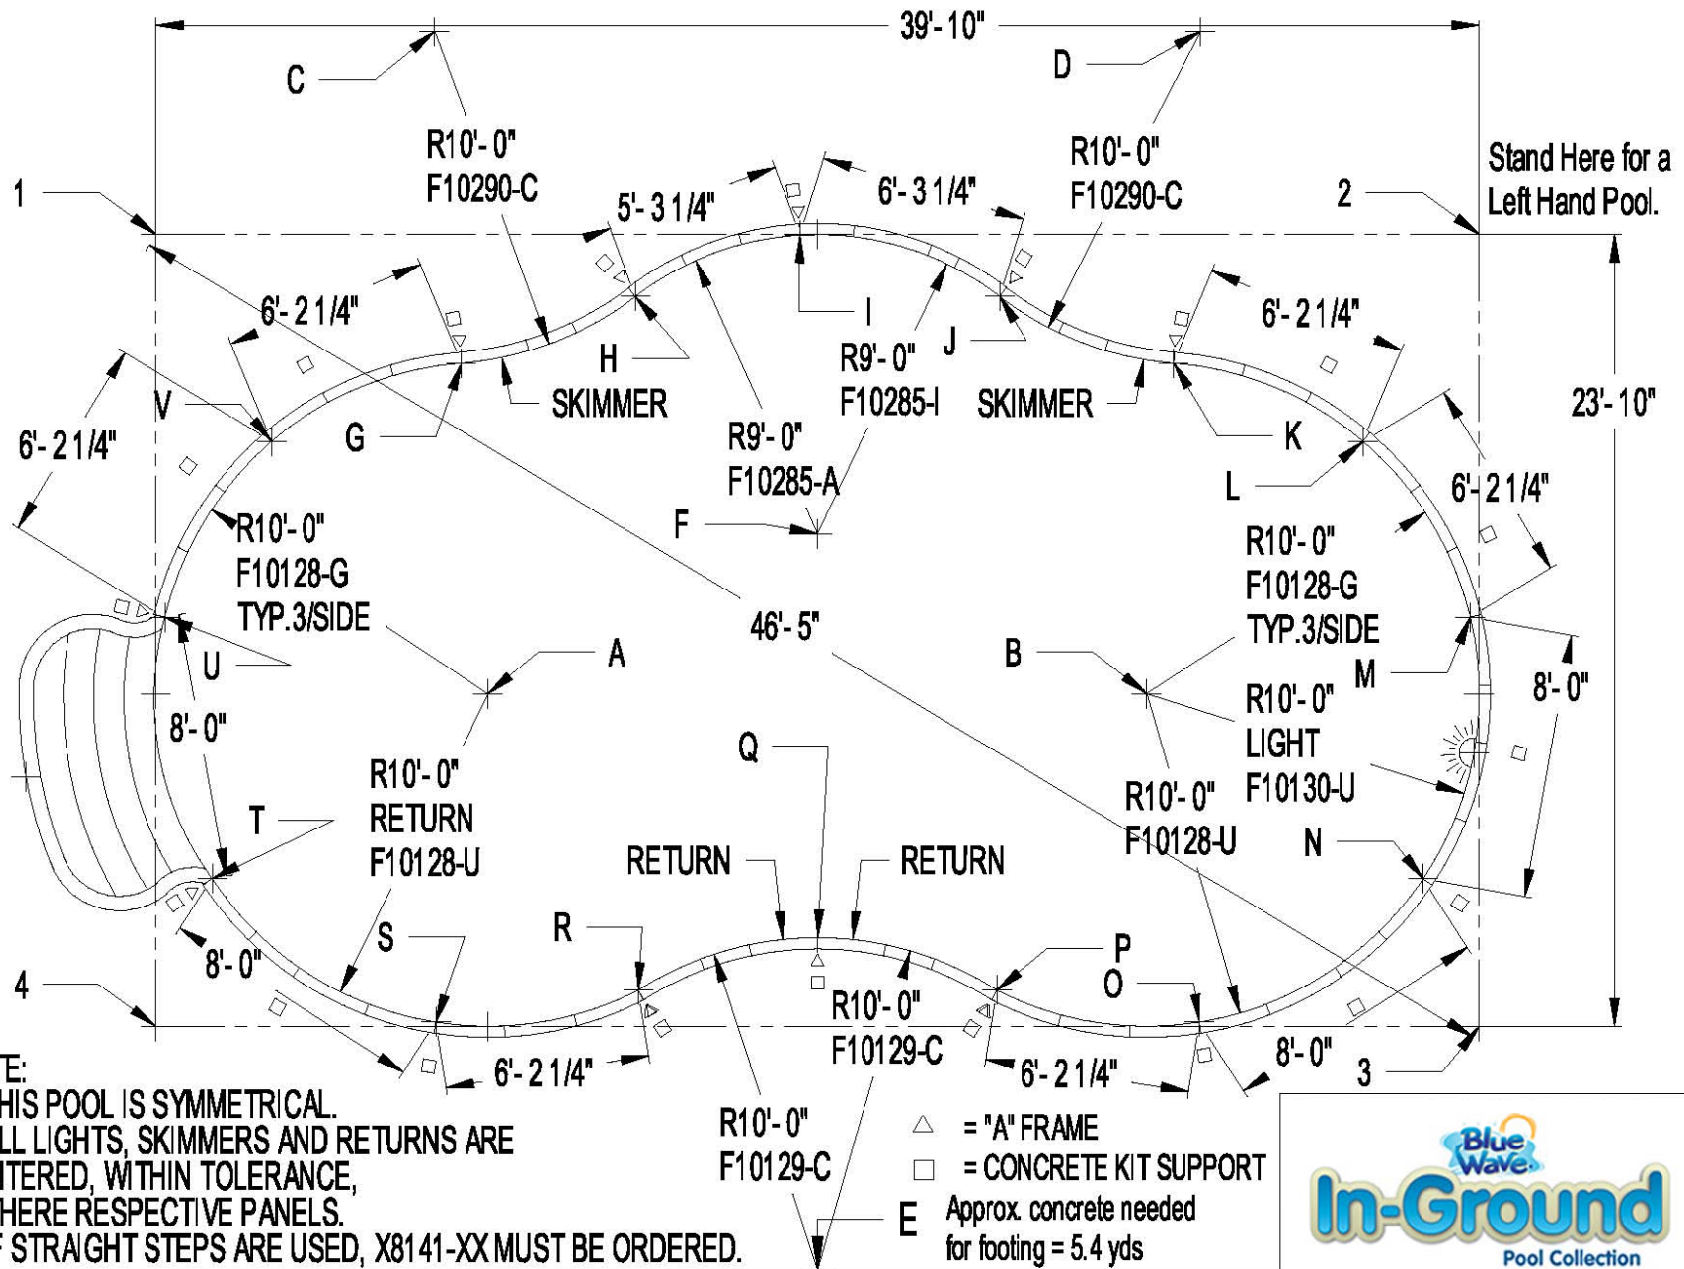 39'-10"
C
D
R10'-0"
F10290-C
R10'-0"
F10290-C
Stand Here for a
Left Hand Pool.
1
2
5'-3 1/4"
6'-3 1/4"
6'-2 1/4"
6'-2 1/4"
I
H
J
R9'-0"
F10285-I
SKIMMER
SKIMMER
23'-10"
V
G
K
6'-2 1/4"
R9'-0"
F10285-A
L
6'-2 1/4"
F
R10'-0"
F10128-G
TYP.3/SIDE
R10'-0"
F10128-G
TYP.3/SIDE
46'-5"
U
A
B
M
8'-0"
8'-0"
R10'-0"
LIGHT
F10130-U
Q
R10'-0"
RETURN
F10128-U
R10'-0"
F10128-U
T
N
RETURN
RETURN
S
R
P
O
8'-0"
4
R10'-0"
F10129-C
6'-2 1/4"
6'-2 1/4"
8'-0"
3
TE:
HIS POOL IS SYMMETRICAL.
LL LIGHTS, SKIMMERS AND RETURNS ARE
NTERED, WITHIN TOLERANCE,
HERE RESPECTIVE PANELS.
F STRAIGHT STEPS ARE USED, X8141-XX MUST BE ORDERED.
R10'-0"
F10129-C
= "A" FRAME
= CONCRETE KIT SUPPORT
E
Approx. concrete needed
for footing = 5.4 yds
Blue
Wave
In-Ground
Pool Collection